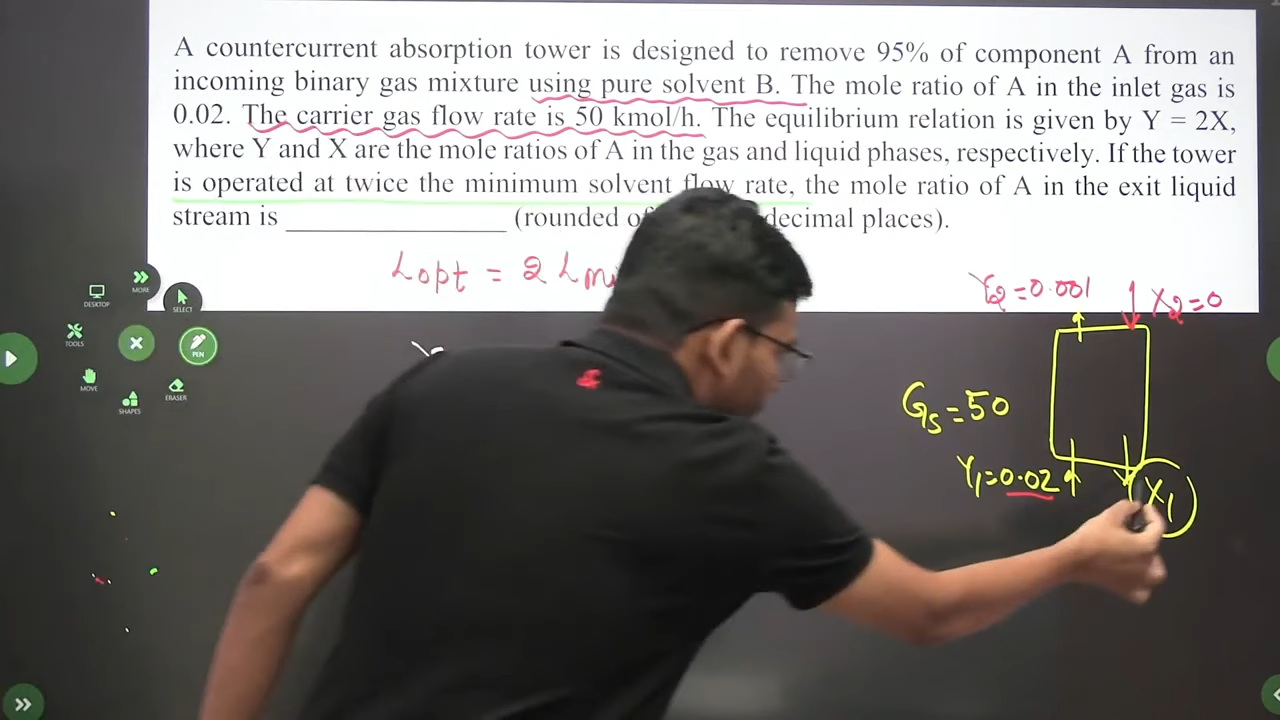 A countercurrent absorption tower is designed to remove 95% of component A from an
incoming binary gas mixture using pure solvent B. The mole ratio of A in the inlet gas is
0.02. The carrier gas flow rate is 50 kmol/h. The equilibrium relation is given by Y = 2X,
where Y and X are the mole ratios of A in the gas and liquid phases, respectively. If the tower
is operated at twice the minimum solvent flow rate, the mole ratio of A in the exit liquid
stream is ____________ (rounded decimal places).
Lopt = 2 Lmi
Y2 = 0.001
X2 = 0
MORE
DESKTOP
SELECT
TOOLS
PEN
MOVE
ERASER
SHAPES
Gs = 50
Y1 = 0.02
X1